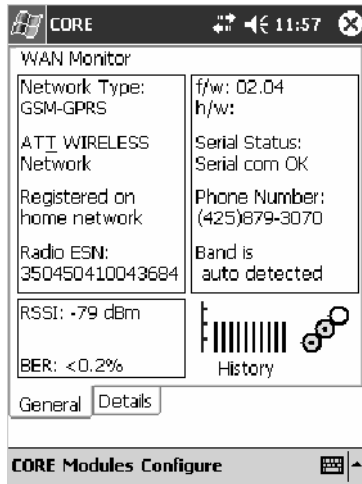 CORE 11:57
WAN Monitor
Network Type:
GSM-GPRS
ATT WIRELESS
Network
Registered on
home network
Radio ESN:
350450410043684
f/w: 02.04
h/w:
Serial Status:
Serial com OK
Phone Number:
(425)879-3070
Band is
auto detected
RSSI: -79 dBm
BER: <0.2%
History
General Details
CORE Modules Configure